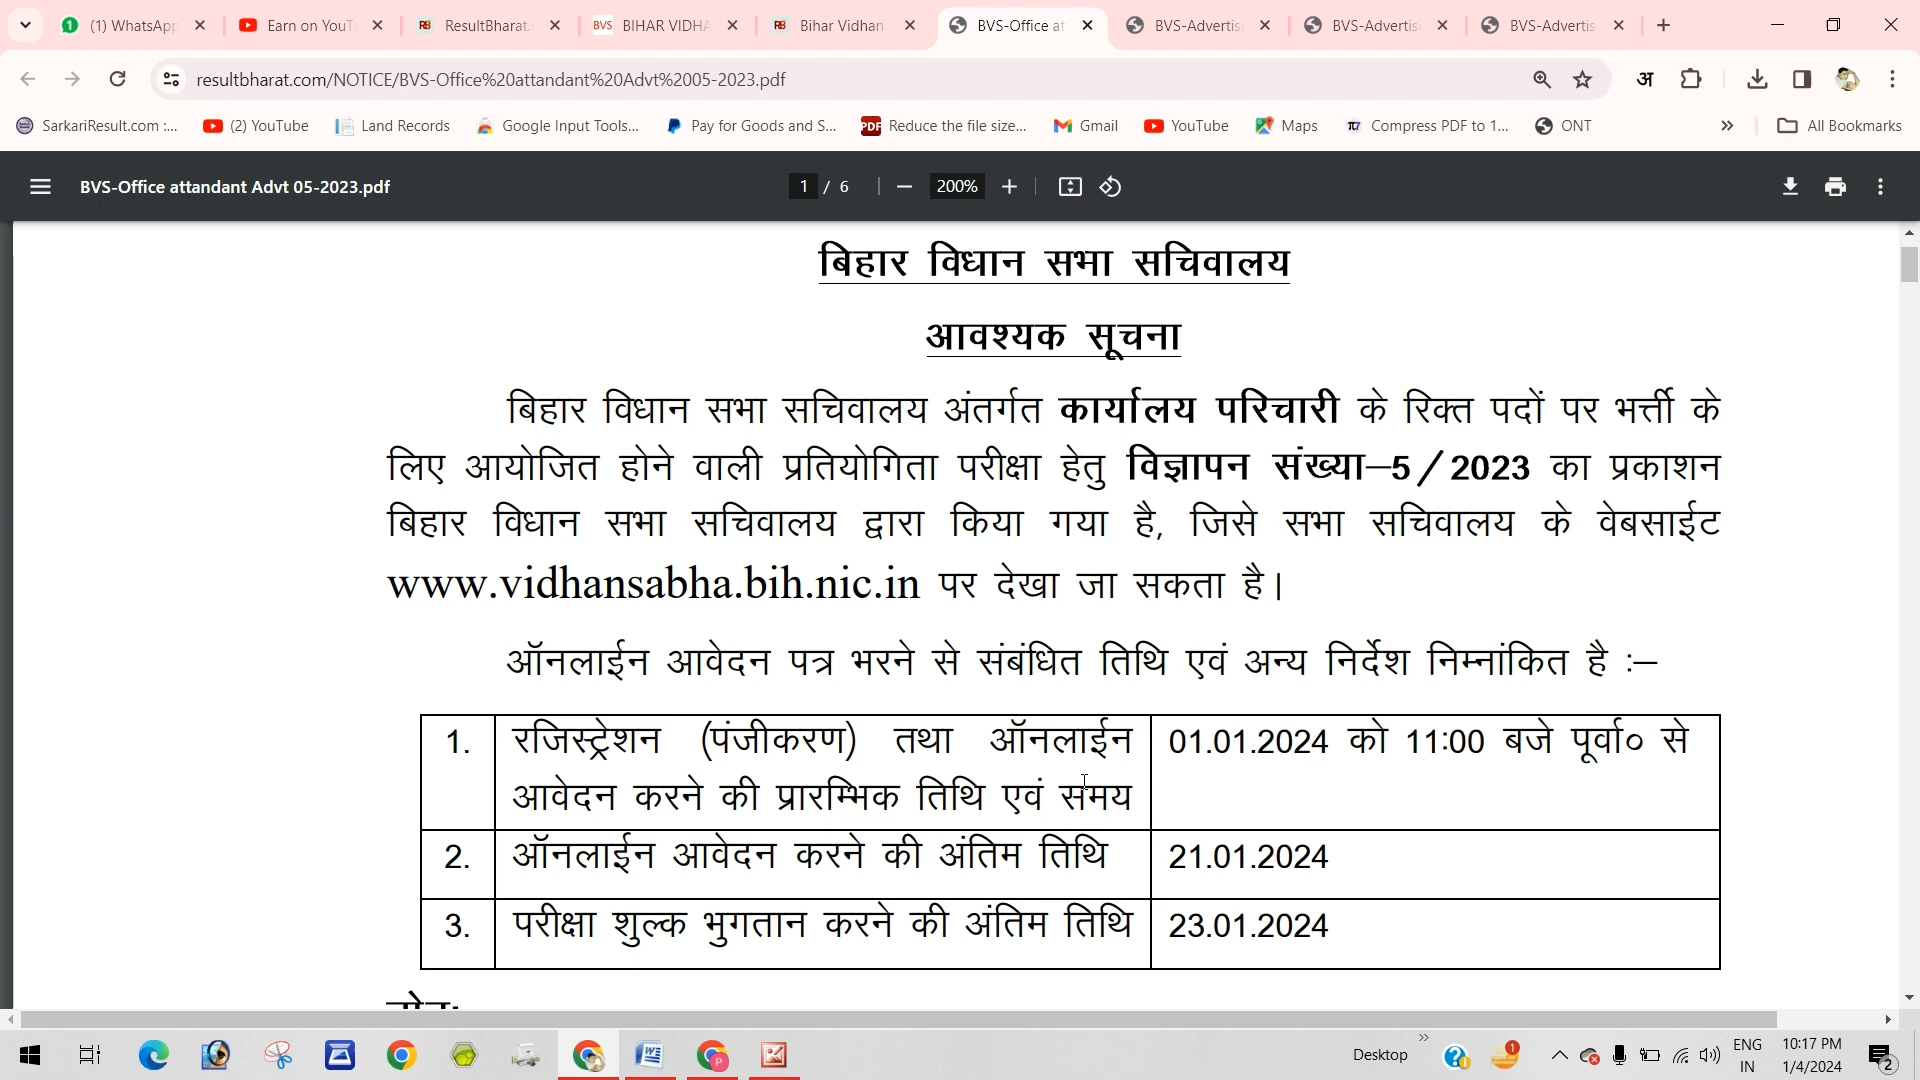 (1) WhatsApp
Earn on YouT
ResultBharat.
BVS BIHAR VIDHA
Bihar Vidhan
BVS-Office at
BVS-Advertis
BVS-Advertis
BVS-Advertis
resultbharat.com/NOTICE/BVS-Office%20attandant%20Advt%2005-2023.pdf
अ
SarkariResult.com :...
(2) YouTube
Land Records
Google Input Tools...
Pay for Goods and S...
PDF Reduce the file size...
Gmail
YouTube
Maps
Compress PDF to 1...
ONT
All Bookmarks
BVS-Office attandant Advt 05-2023.pdf
1 / 6
200%
बिहार विधान सभा सचिवालय
आवश्यक सूचना
बिहार विधान सभा सचिवालय अंतर्गत कार्यालय परिचारी के रिक्त पदों पर भर्त्ती के
लिए आयोजित होने वाली प्रतियोगिता परीक्षा हेतु विज्ञापन संख्या–5/2023 का प्रकाशन
बिहार विधान सभा सचिवालय द्वारा किया गया है, जिसे सभा सचिवालय के वेबसाईट
www.vidhansabha.bih.nic.in पर देखा जा सकता है।
ऑनलाईन आवेदन पत्र भरने से संबंधित तिथि एवं अन्य निर्देश निम्नांकित है :–
1. रजिस्ट्रेशन (पंजीकरण) तथा ऑनलाईन 01.01.2024 को 11:00 बजे पूर्वा० से
आवेदन करने की प्रारम्भिक तिथि एवं समय
2. ऑनलाईन आवेदन करने की अंतिम तिथि 21.01.2024
3. परीक्षा शुल्क भुगतान करने की अंतिम तिथि 23.01.2024
Desktop
1
ENG
IN
10:17 PM
1/4/2024
2